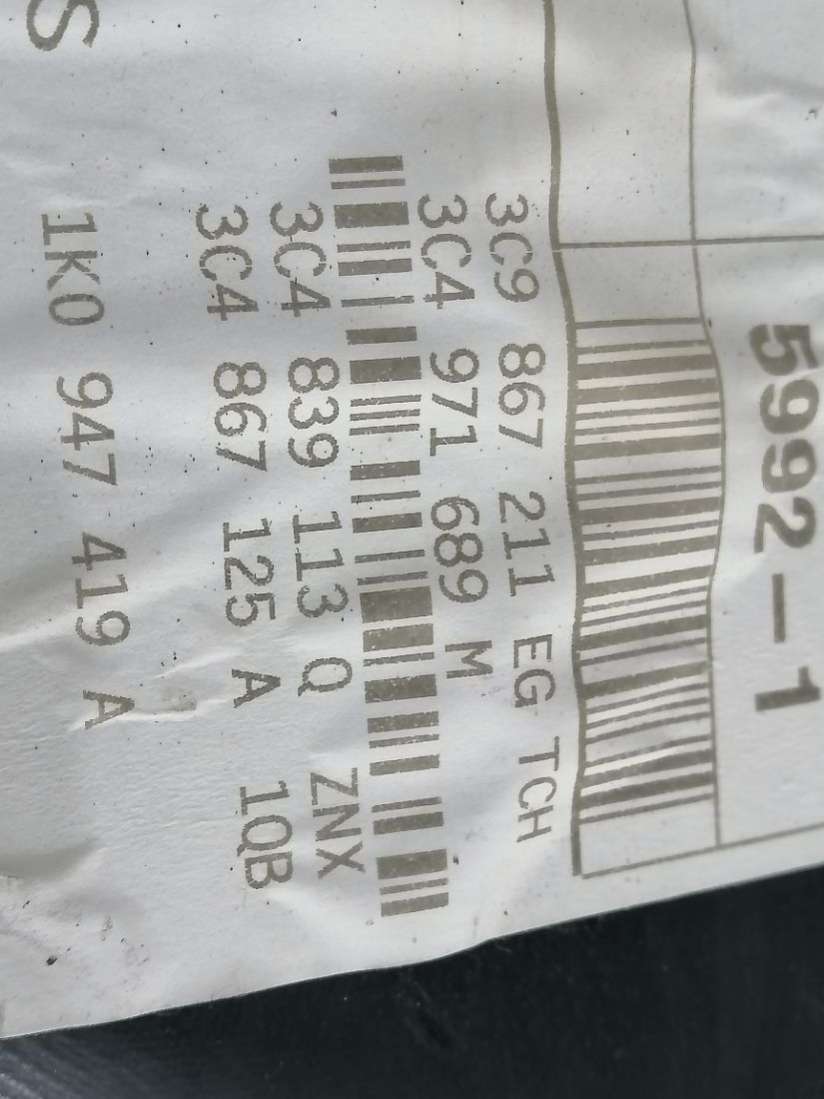 5992-1
3C9 867 211 EG TCH
3C4 971 689 M
3C4 839 113 Q ZNX
3C4 867 125 A 1QB
1K0 947 419 A
S